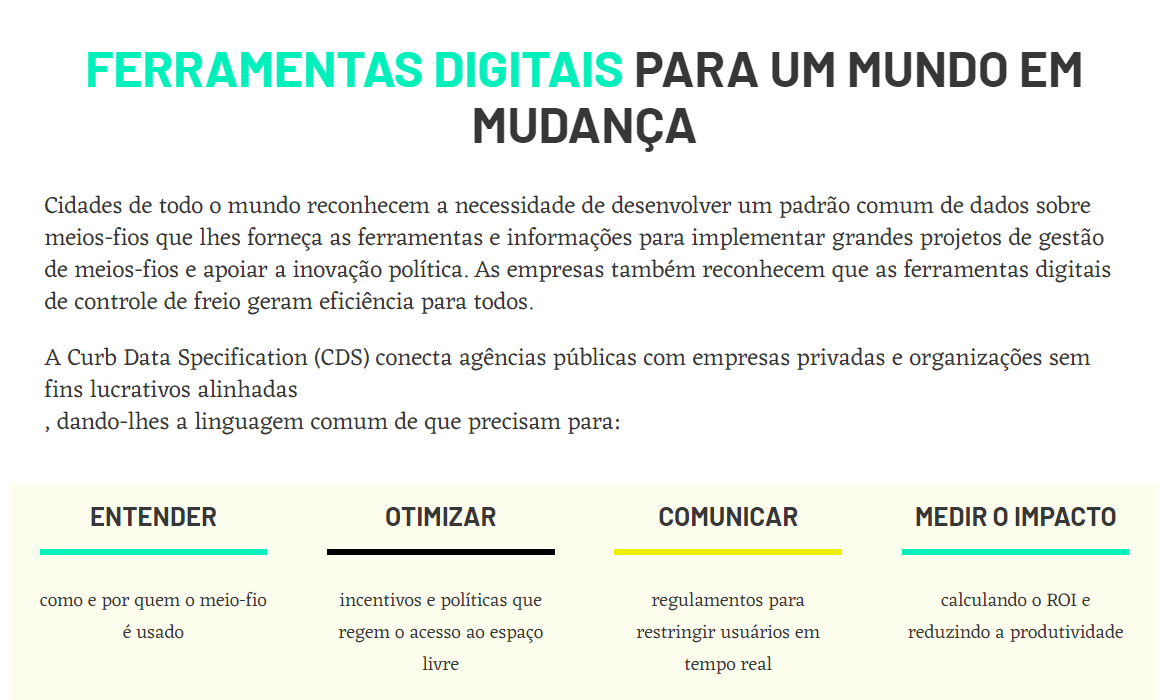 FERRAMENTAS DIGITAIS PARA UM MUNDO EM
MUDANÇA
Cidades de todo o mundo reconhecem a necessidade de desenvolver um padrão comum de dados sobre
meios-fios que lhes forneça as ferramentas e informações para implementar grandes projetos de gestão
de meios-fios e apoiar a inovação política. As empresas também reconhecem que as ferramentas digitais
de controle de freio geram eficiência para todos.
A Curb Data Specification (CDS) conecta agências públicas com empresas privadas e organizações sem
fins lucrativos alinhadas
, dando-lhes a linguagem comum de que precisam para:
ENTENDER
como e por quem o meio-fio
é usado
OTIMIZAR
incentivos e políticas que
regem o acesso ao espaço
livre
COMUNICAR
regulamentos para
restringir usuários em
tempo real
MEDIR O IMPACTO
calculando o ROI e
reduzindo a produtividade